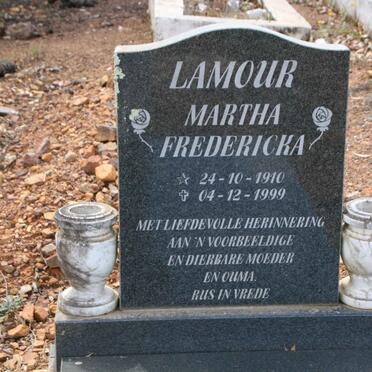 LAMOUR
MARTHA
FREDERICKA
☆ 24-10-1910
✞ 04-12-1999
MET LIEFDEVOLLE HERINNERING
AAN 'N VOORBEELDIGE
EN DIERBARE MOEDER
EN OUMA.
RUS IN VREDE